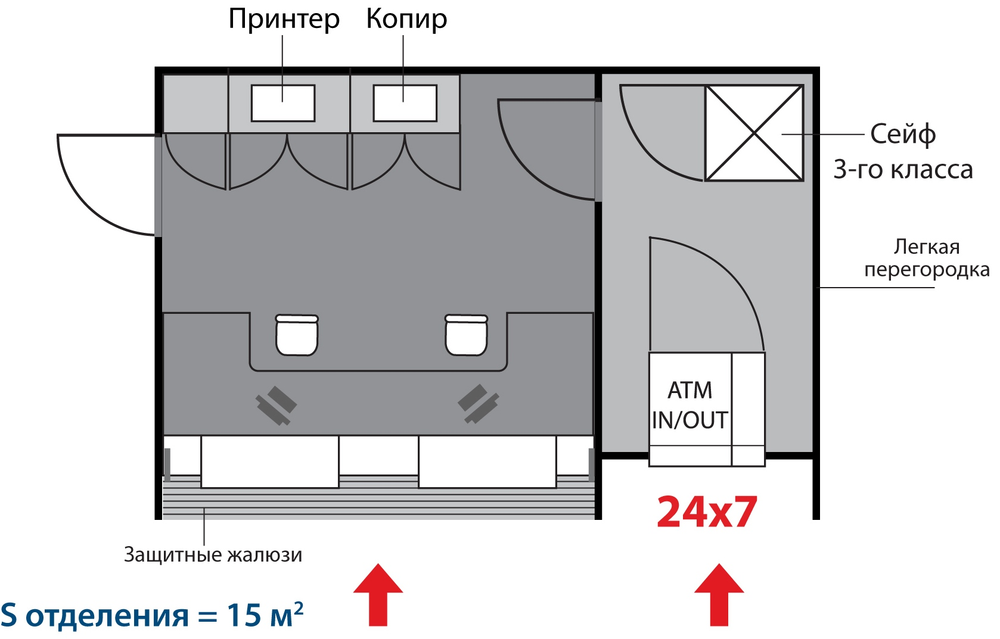 Принтер
Копир
Сейф
3-го класса
Легкая
перегородка
ATM
IN/OUT
24x7
Защитные жалюзи
S отделения = 15 м²